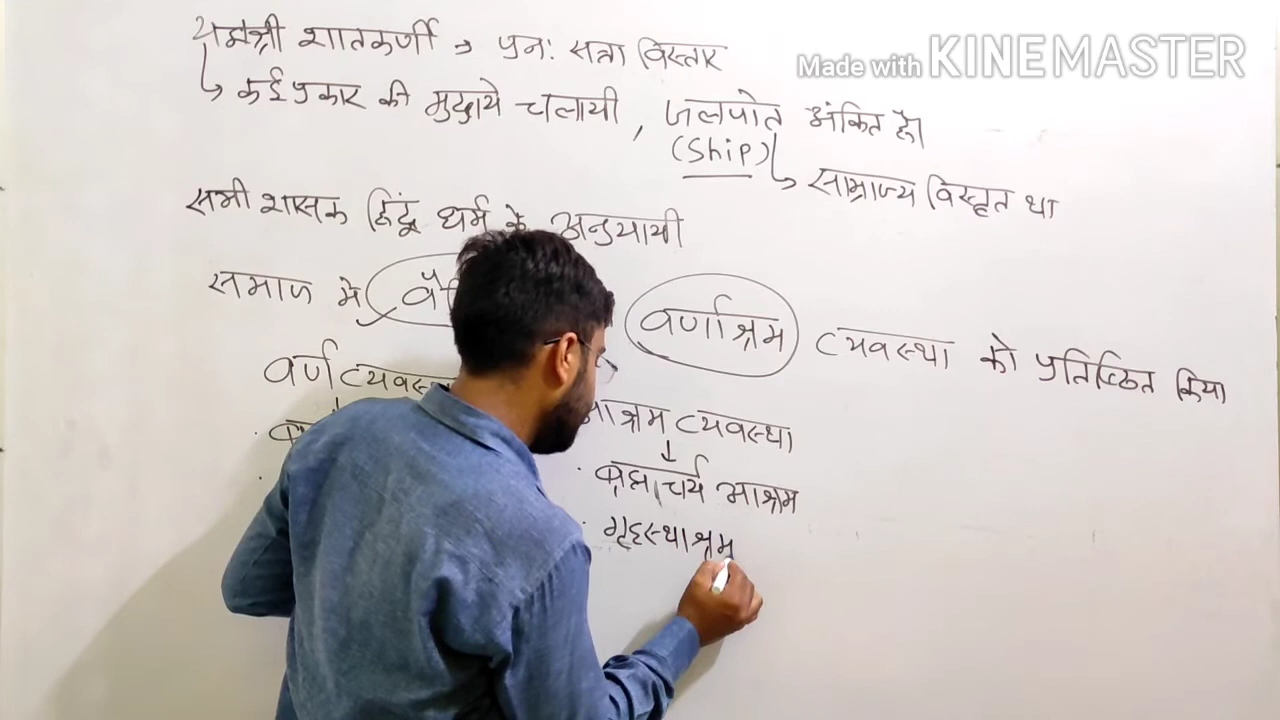 यज्ञश्री शातकर्णी → पुनः सत्ता विस्तार
Made with KINEMASTER
↳ कई प्रकार की मुद्राये चलायी, जलपोत अंकित है।
(Ship)
↳ साम्राज्य विस्तृत था
सभी शासक हिंदू धर्म के अनुयायी
समाज में वर्णाश्रम व्यवस्था को प्रतिष्ठित किया
वर्ण आश्रम व्यवस्था
↓
· ब्रह्मचर्य आश्रम
· गृहस्थाश्रम